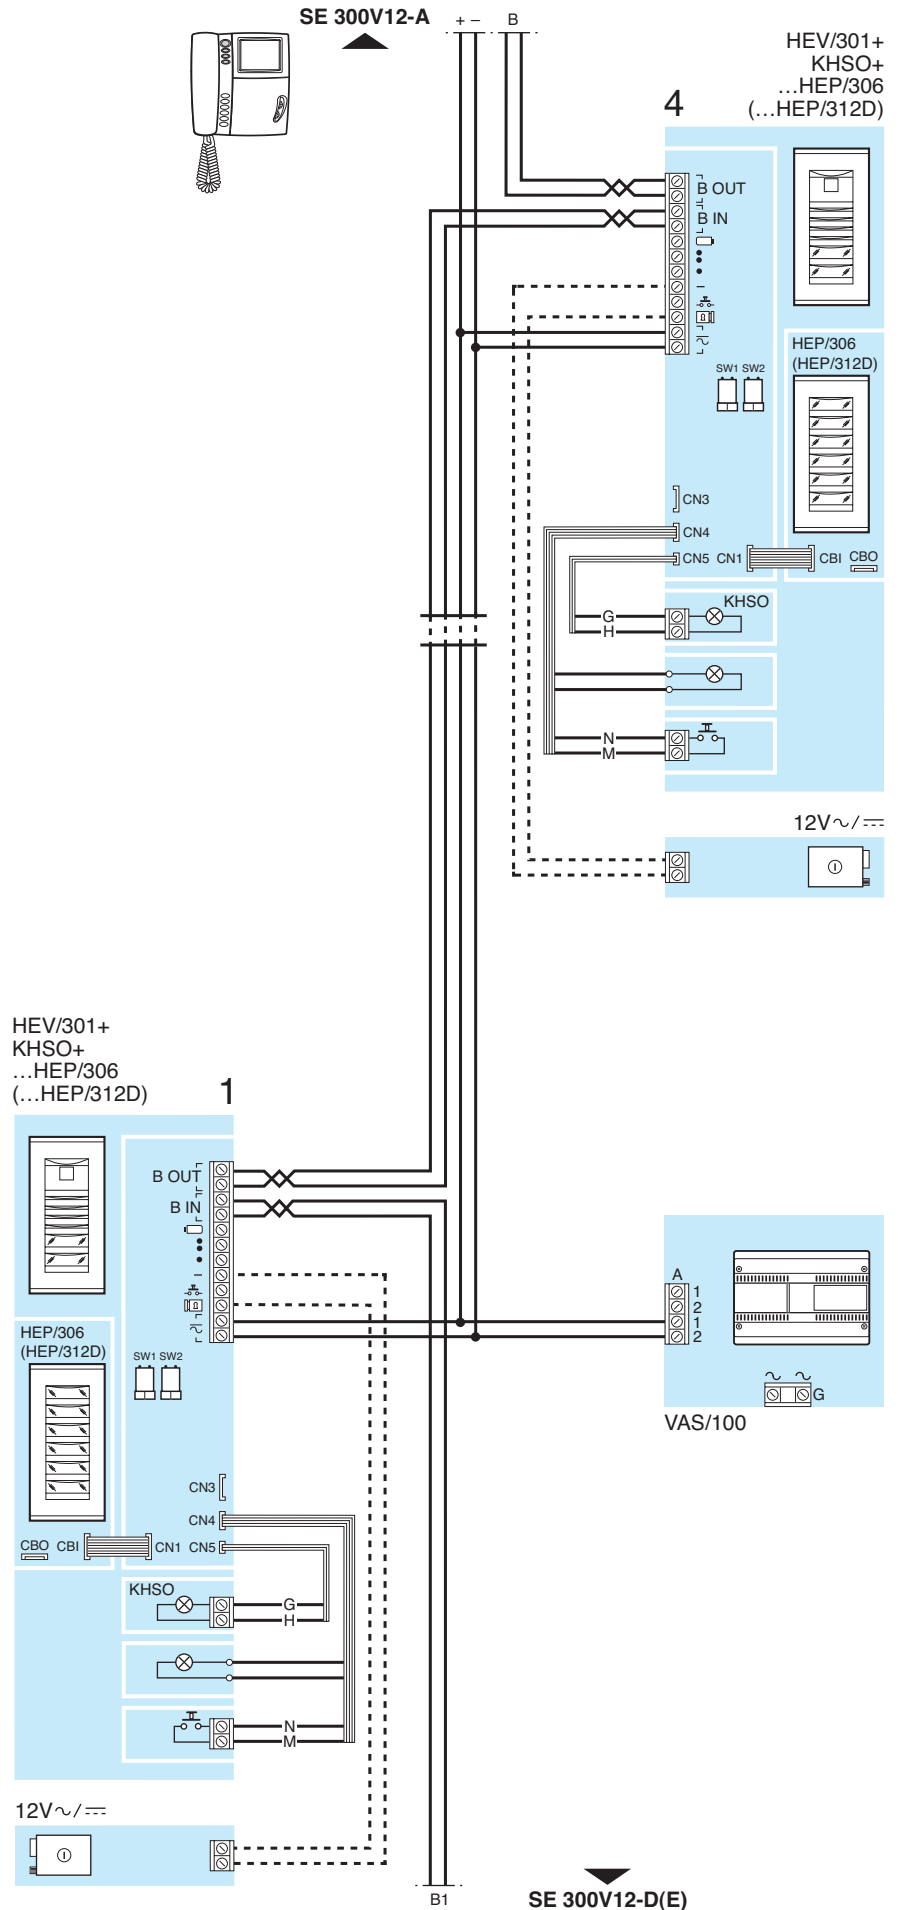 SE 300V12-A
+ –
B
HEV/301+
KHSO+
…HEP/306
(…HEP/312D)
4
B OUT
B IN
–
HEP/306
(HEP/312D)
SW1 SW2
CN3
CN4
CN5 CN1
CBI CBO
KHSO
G
H
N
M
12V~/⎓
HEV/301+
KHSO+
…HEP/306
(…HEP/312D)
1
B OUT
B IN
–
HEP/306
(HEP/312D)
SW1 SW2
CN3
CN4
CBO CBI
CN1 CN5
KHSO
G
H
N
M
12V~/⎓
A
1
2
1
2
~ ~
G
VAS/100
B1
SE 300V12-D(E)